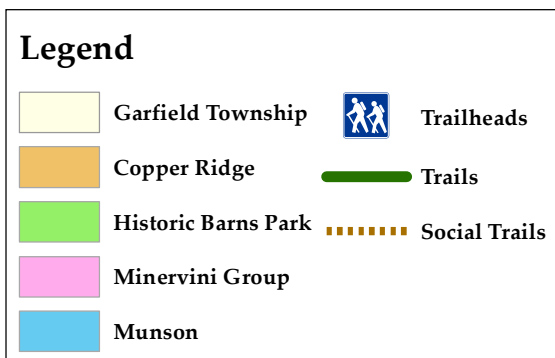 Legend
Garfield Township
Copper Ridge
Historic Barns Park
Minervini Group
Munson
Trailheads
Trails
Social Trails